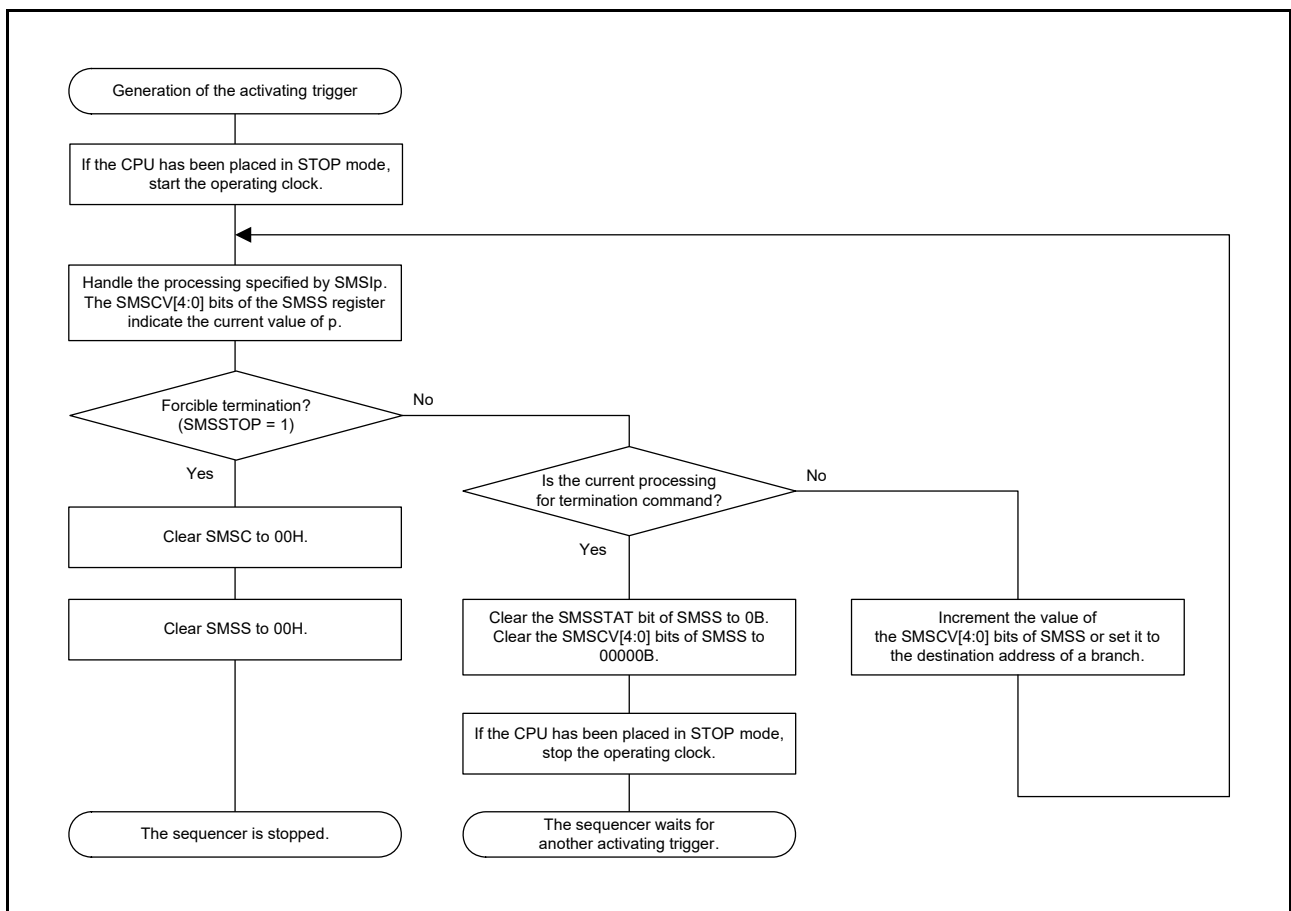 Generation of the activating trigger
If the CPU has been placed in STOP mode,
start the operating clock.
Handle the processing specified by SMSIp.
The SMSCV[4:0] bits of the SMSS register
indicate the current value of p.
Forcible termination?
(SMSSTOP = 1)
No
Yes
Is the current processing
for termination command?
No
Yes
Clear SMSC to 00H.
Clear SMSS to 00H.
Clear the SMSSTAT bit of SMSS to 0B.
Clear the SMSCV[4:0] bits of SMSS to
00000B.
Increment the value of
the SMSCV[4:0] bits of SMSS or set it to
the destination address of a branch.
If the CPU has been placed in STOP mode,
stop the operating clock.
The sequencer is stopped.
The sequencer waits for
another activating trigger.